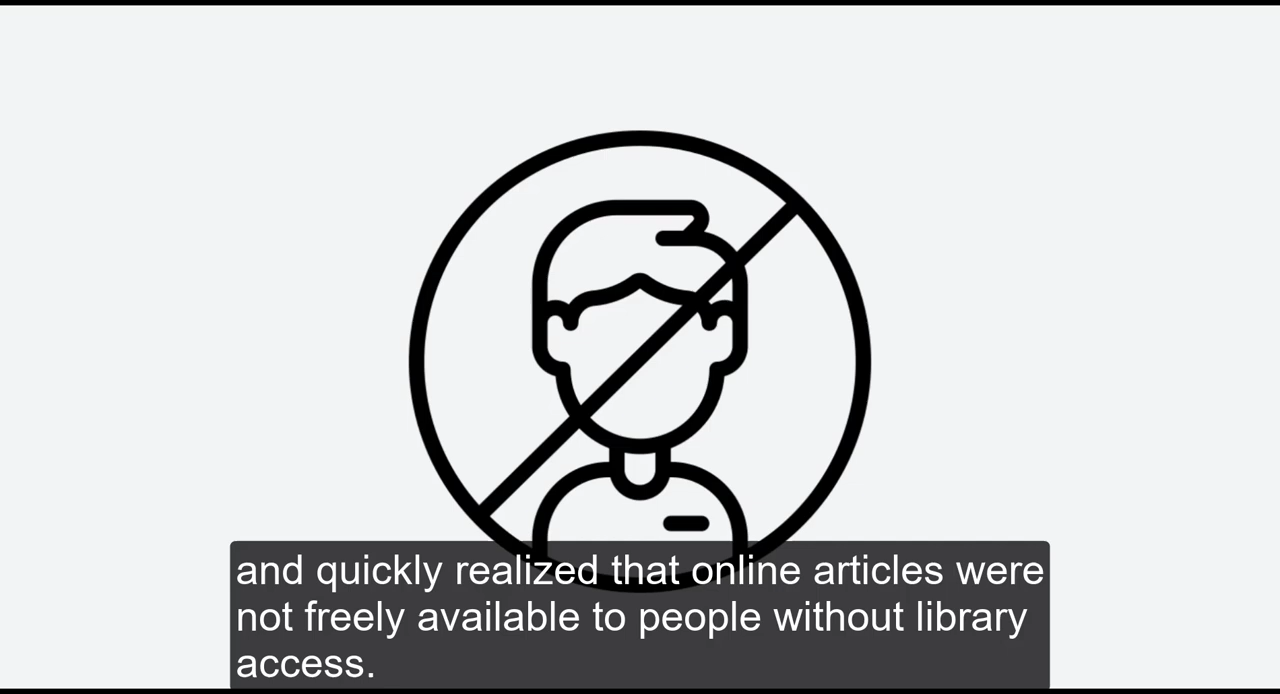 and quickly realized that online articles were
not freely available to people without library
access.